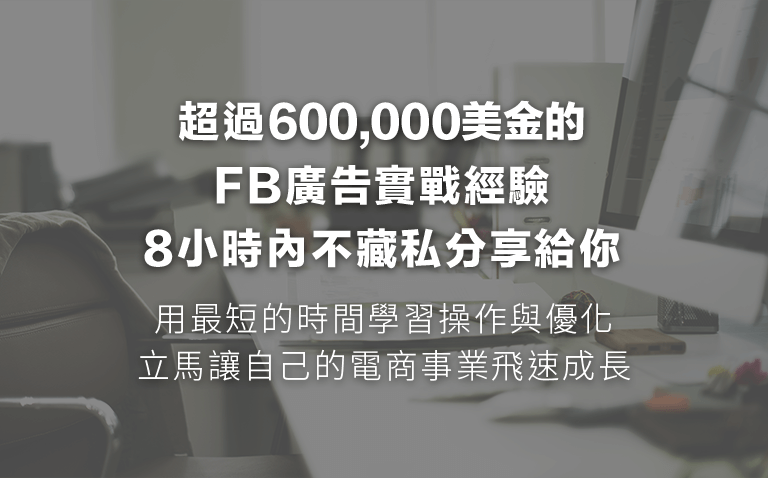 超過600,000美金的
FB廣告實戰經驗
8小時內不藏私分享給你
用最短的時間學習操作與優化
立馬讓自己的電商事業飛速成長